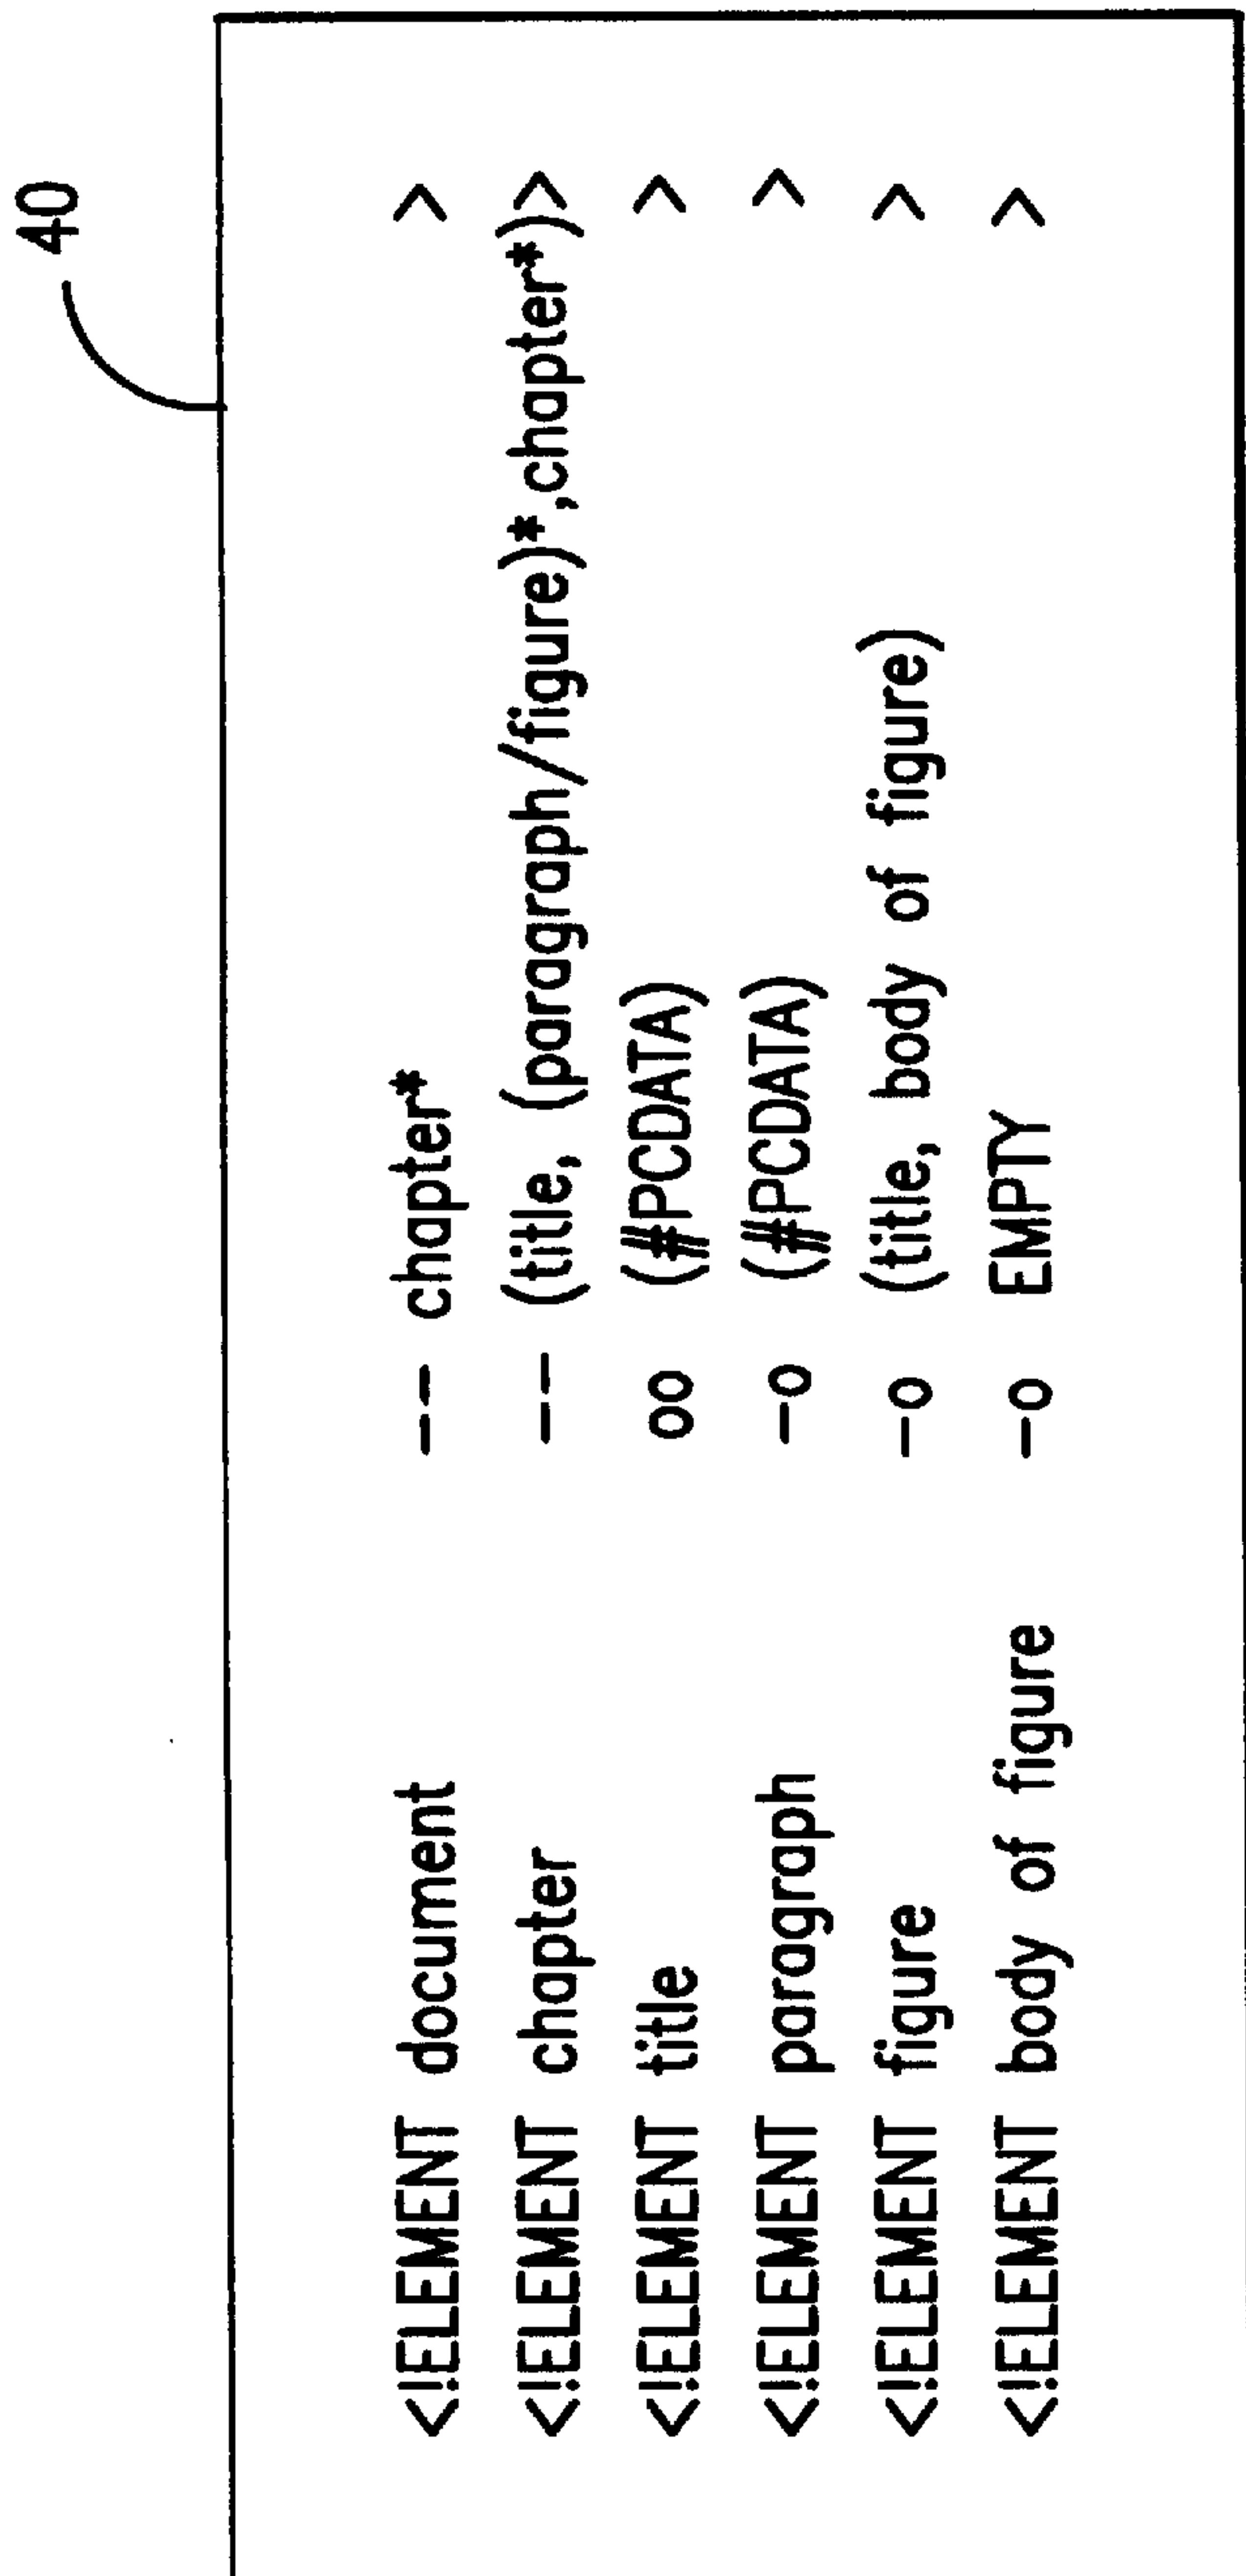 40
<!ELEMENT document -- chapter* >
<!ELEMENT chapter -- (title, (paragraph/figure)*,chapter*)>
<!ELEMENT title oo (#PCDATA) >
<!ELEMENT paragraph -o (#PCDATA) >
<!ELEMENT figure -o (title, body of figure) >
<!ELEMENT body of figure -o EMPTY >